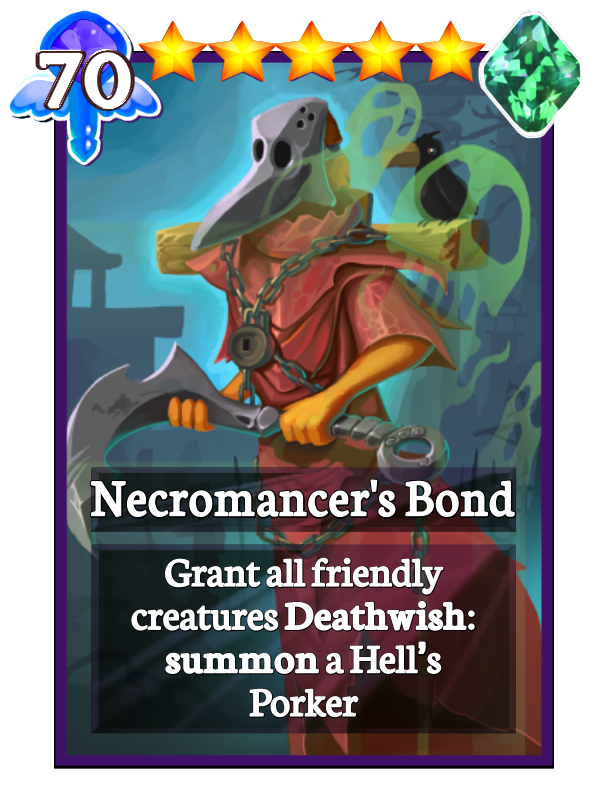 70
Necromancer's Bond
Grant all friendly
creatures Deathwish:
summon a Hell’s
Porker